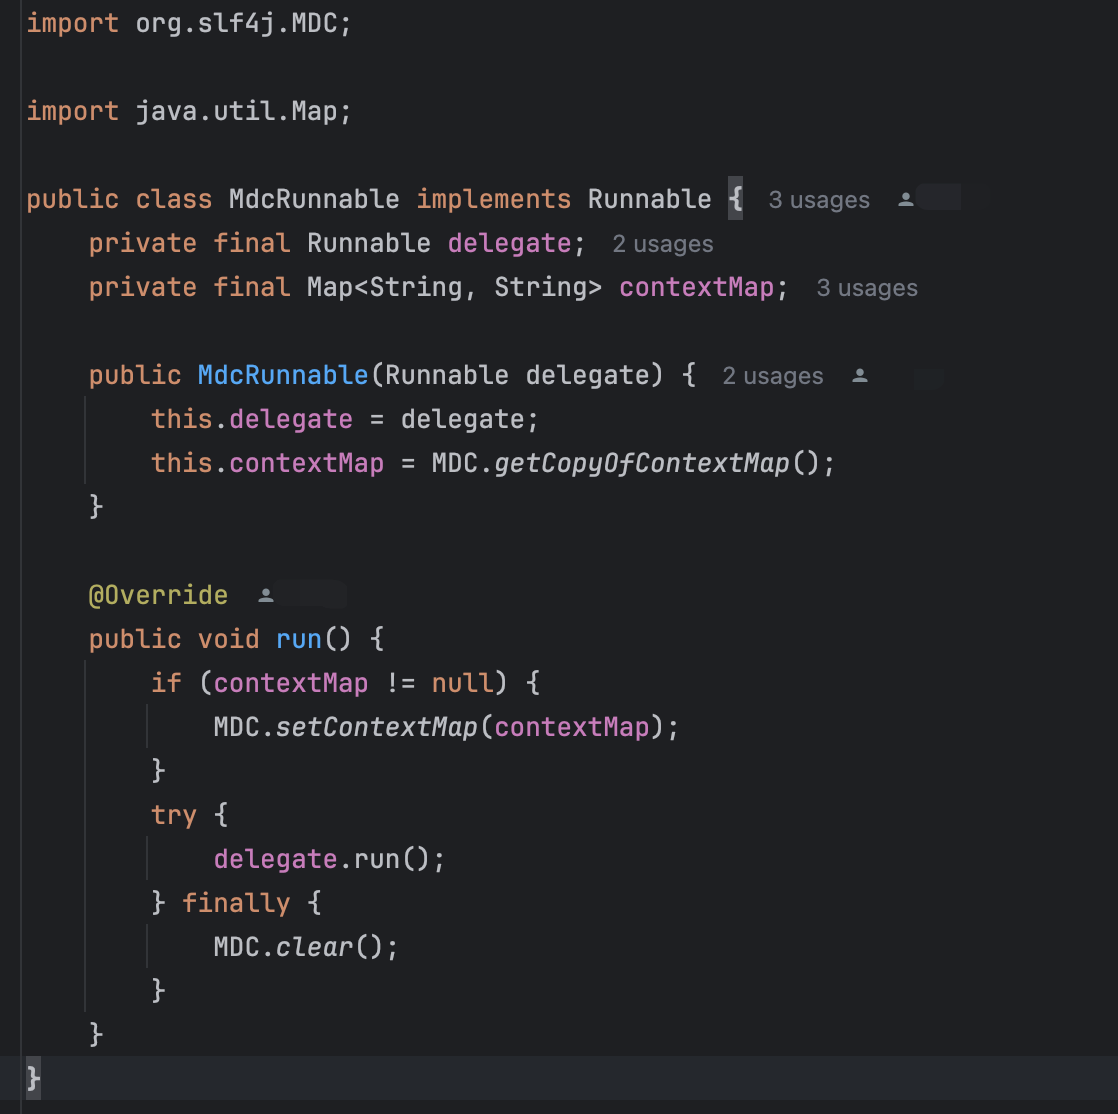 import org.slf4j.MDC;
import java.util.Map;
public class MdcRunnable implements Runnable { 3 usages
private final Runnable delegate; 2 usages
private final Map<String, String> contextMap; 3 usages
public MdcRunnable(Runnable delegate) { 2 usages
this.delegate = delegate;
this.contextMap = MDC.getCopyOfContextMap();
}
@Override
public void run() {
if (contextMap != null) {
MDC.setContextMap(contextMap);
}
try {
delegate.run();
} finally {
MDC.clear();
}
}
}